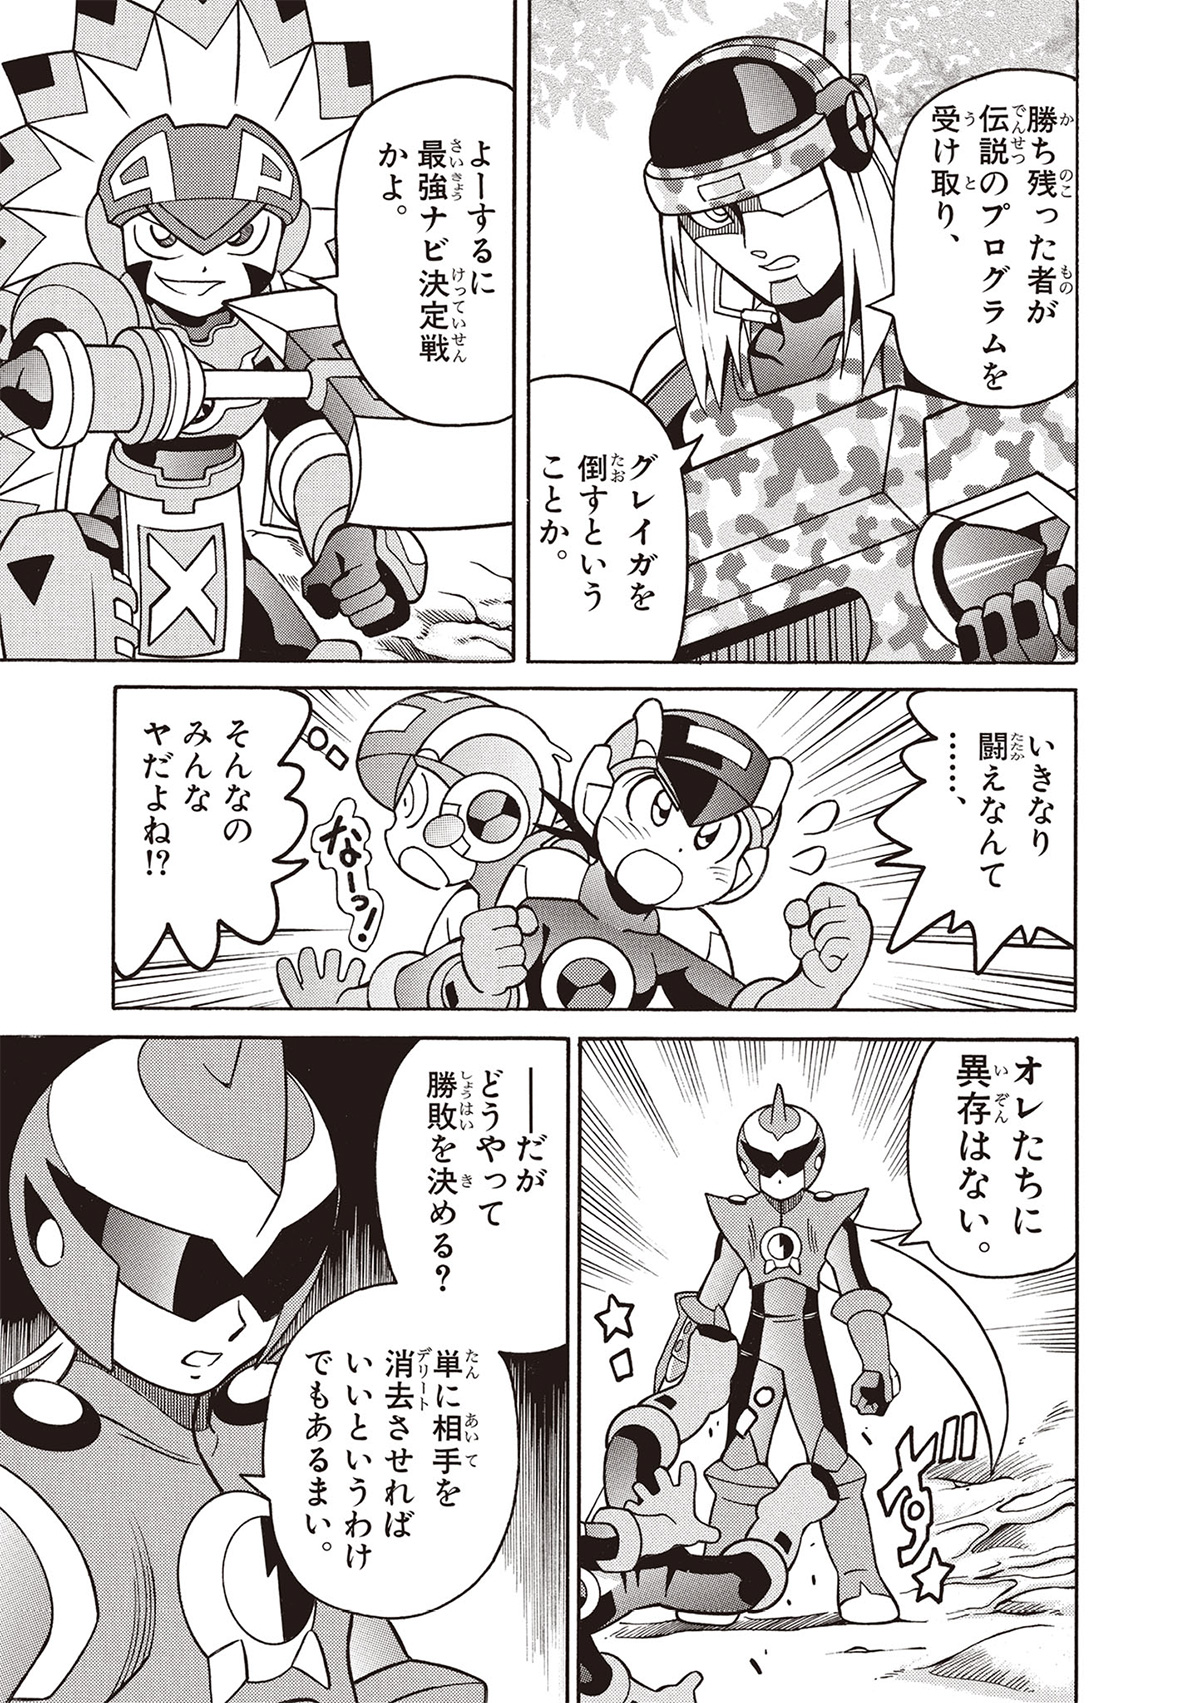 勝ち残った者が
伝説のプログラムを
受け取り、
グレイガを
倒すという
ことか。
よーするに
最強ナビ決定戦
かよ。
いきなり
闘えなんて
……、
なーっ!
そんなの
みんな
ヤだよね!?
オレたちに
異存はない。
ずザッ
──だが
どうやって
勝敗を決める?
単に相手を
消去させれば
いいというわけ
でもあるまい。